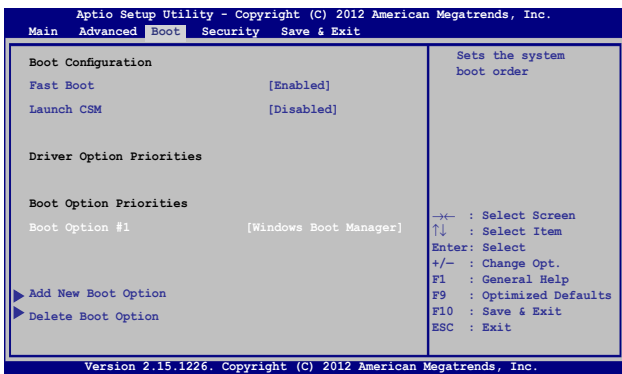 Aptio Setup Utility - Copyright (C) 2012 American Megatrends, Inc.
Main Advanced Boot Security Save & Exit
Boot Configuration
Fast Boot [Enabled]
Launch CSM [Disabled]
Driver Option Priorities
Boot Option Priorities
Boot Option #1 [Windows Boot Manager]
Add New Boot Option
Delete Boot Option
Sets the system
boot order
→← : Select Screen
↑↓ : Select Item
Enter: Select
+/— : Change Opt.
F1 : General Help
F9 : Optimized Defaults
F10 : Save & Exit
ESC : Exit
Version 2.15.1226. Copyright (C) 2012 American Megatrends, Inc.